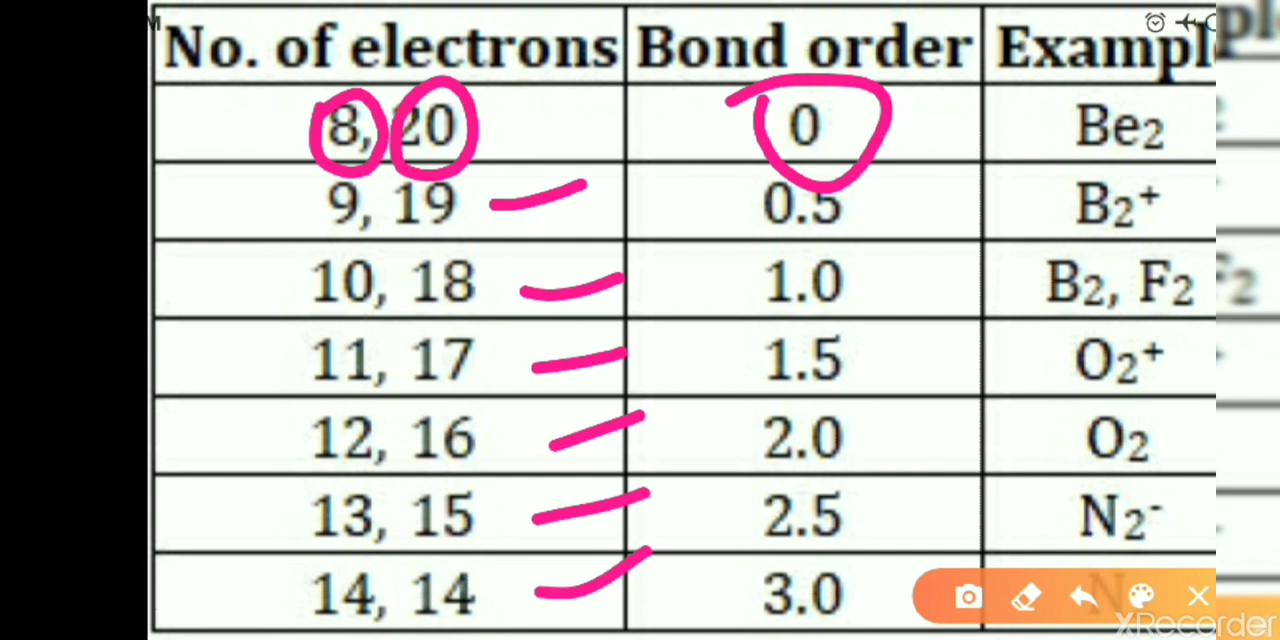 No. of electrons Bond order Exampl
8, 20 0 Be₂
9, 19 0.5 B₂⁺
10, 18 1.0 B₂, F₂
11, 17 1.5 O₂⁺
12, 16 2.0 O₂
13, 15 2.5 N₂⁻
14, 14 3.0 N
XRecorder